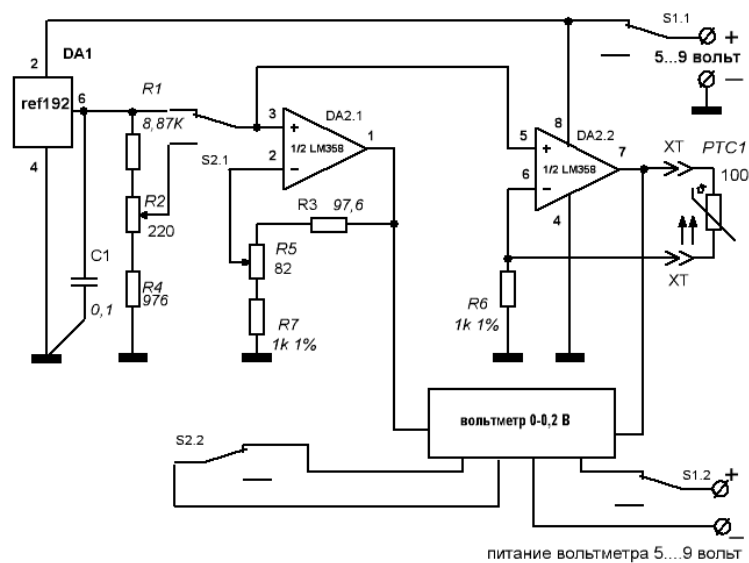 S1.1
+
5...9 вольт
—
DA1
2
ref192
6
4
R1
8,87K
R2
220
C1
0,1
R4
976
S2.1
3
+
2
−
DA2.1
1
1/2 LM358
R3 97,6
R5
82
R7
1k 1%
8
DA2.2
5
+
6
−
1/2 LM358
7
4
XT
PTC1
100
XT
R6
1k 1%
вольтметр 0-0,2 В
S2.2
S1.2
+
—
питание вольтметра 5....9 вольт